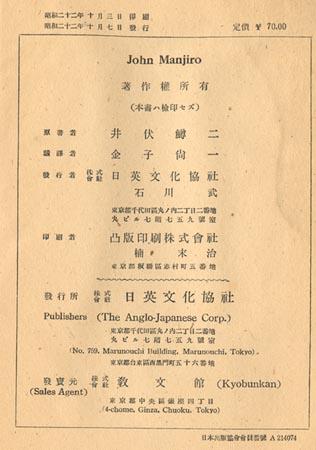 昭和二十二年十月三日 印刷
昭和二十二年十月七日 發行
定價 ¥ 70.00
John Manjiro
著作權所有
(本書ハ檢印セズ)
原著者 井伏鱒二
飜譯者 金子尙一
發行者 株式會社 日英文化協社
石川武
東京都千代田區丸ノ内二丁目二番地
丸ビル七階七五九號室
印刷者 凸版印刷株式會社
楠末治
東京都板橋區志村町五番地
發行所 株式會社 日英文化協社
Publishers (The Anglo-Japanese Corp.)
東京都千代田區丸ノ内二丁目二番地
丸ビル七階七五九號室
(No. 759, Marunouchi Building, Marunouchi, Tokyo)
東京都台東區西黑門町五十六番地
發賣元 株式會社 敎文館 (Kyobunkan)
(Sales Agent)
東京都中央區銀座四丁目
(4-chome, Ginza, Chuoku, Tokyo)
日本出版協會會員番號 A 214074